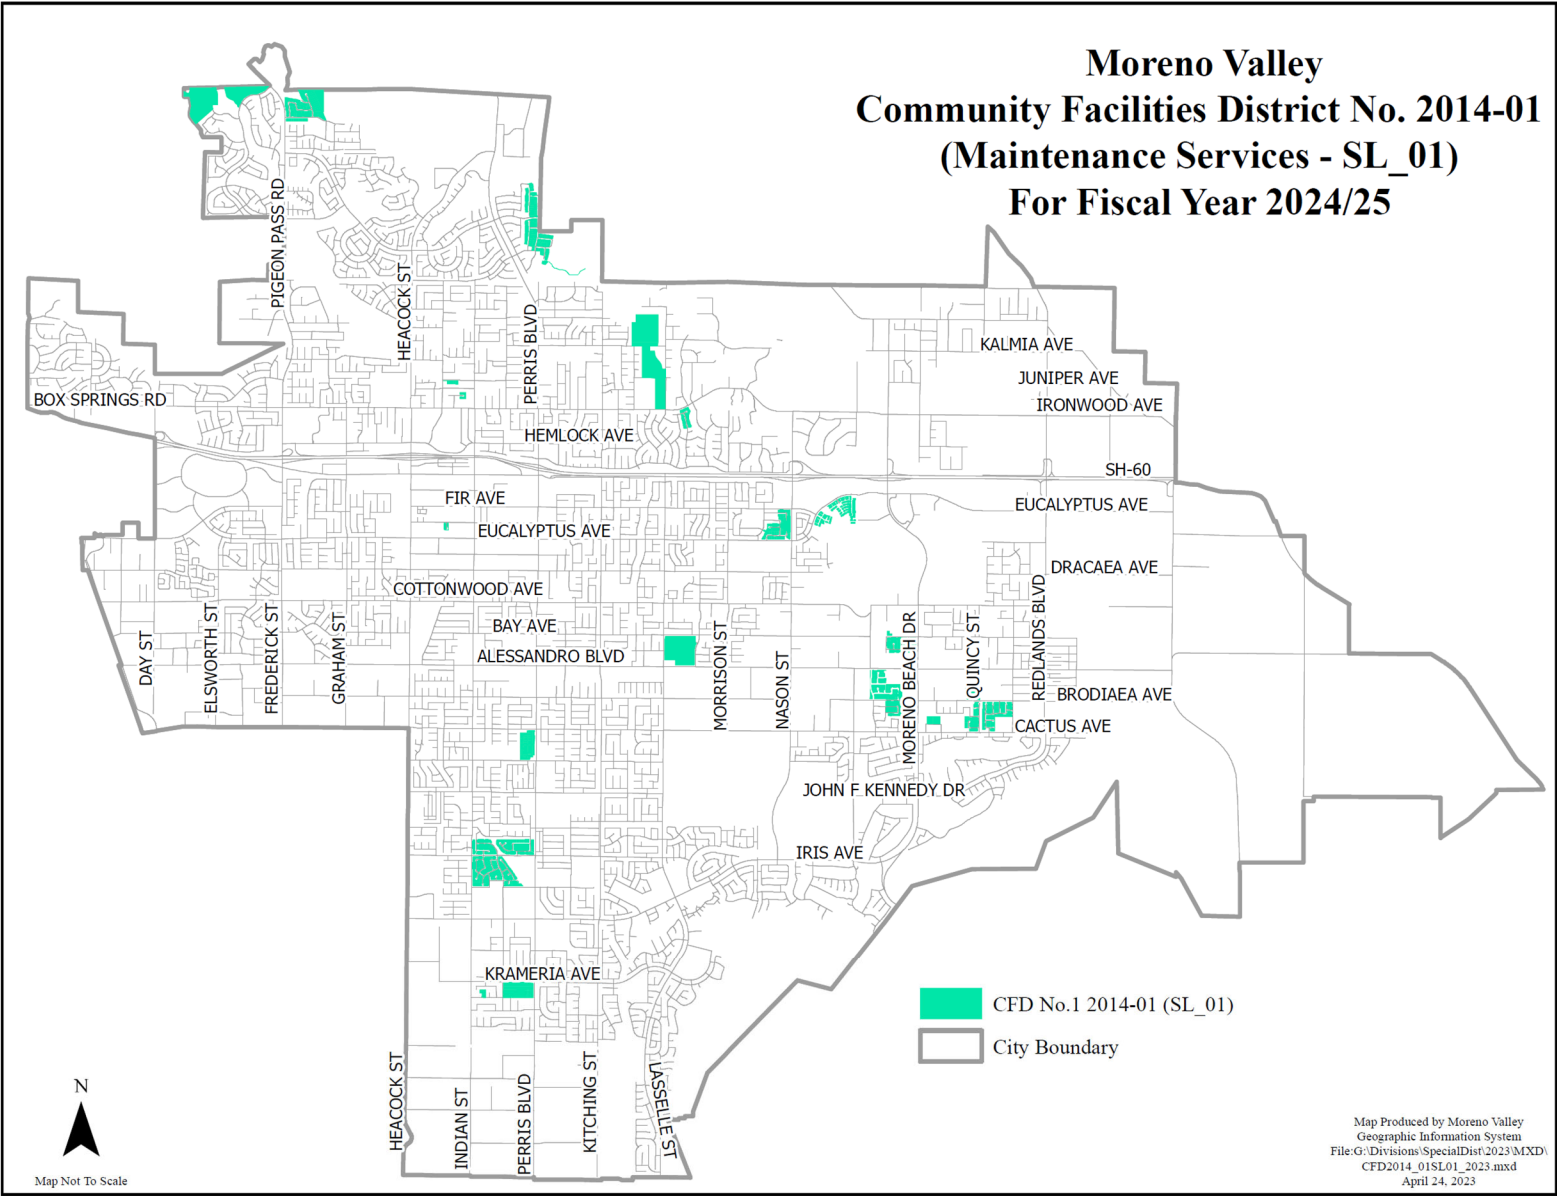 Moreno Valley
Community Facilities District No. 2014-01
(Maintenance Services - SL_01)
For Fiscal Year 2024/25
PIGEON PASS RD
HEACOCK ST
PERRIS BLVD
KALMIA AVE
JUNIPER AVE
BOX SPRINGS RD
IRONWOOD AVE
HEMLOCK AVE
SH-60
FIR AVE
EUCALYPTUS AVE
EUCALYPTUS AVE
DRACAEA AVE
COTTONWOOD AVE
BAY AVE
ALESSANDRO BLVD
DAY ST
ELSWORTH ST
FREDERICK ST
GRAHAM ST
MORRISON ST
NASON ST
MORENO BEACH DR
QUINCY ST
REDLANDS BLVD
BRODIAEA AVE
CACTUS AVE
JOHN F KENNEDY DR
IRIS AVE
KRAMERIA AVE
CFD No.1 2014-01 (SL_01)
City Boundary
HEACOCK ST
INDIAN ST
PERRIS BLVD
KITCHING ST
LASSELLE ST
N
Map Not To Scale
Map Produced by Moreno Valley
Geographic Information System
File:G:\Divisions\SpecialDist\2023\MXD\
CFD2014_01SL01_2023.mxd
April 24, 2023